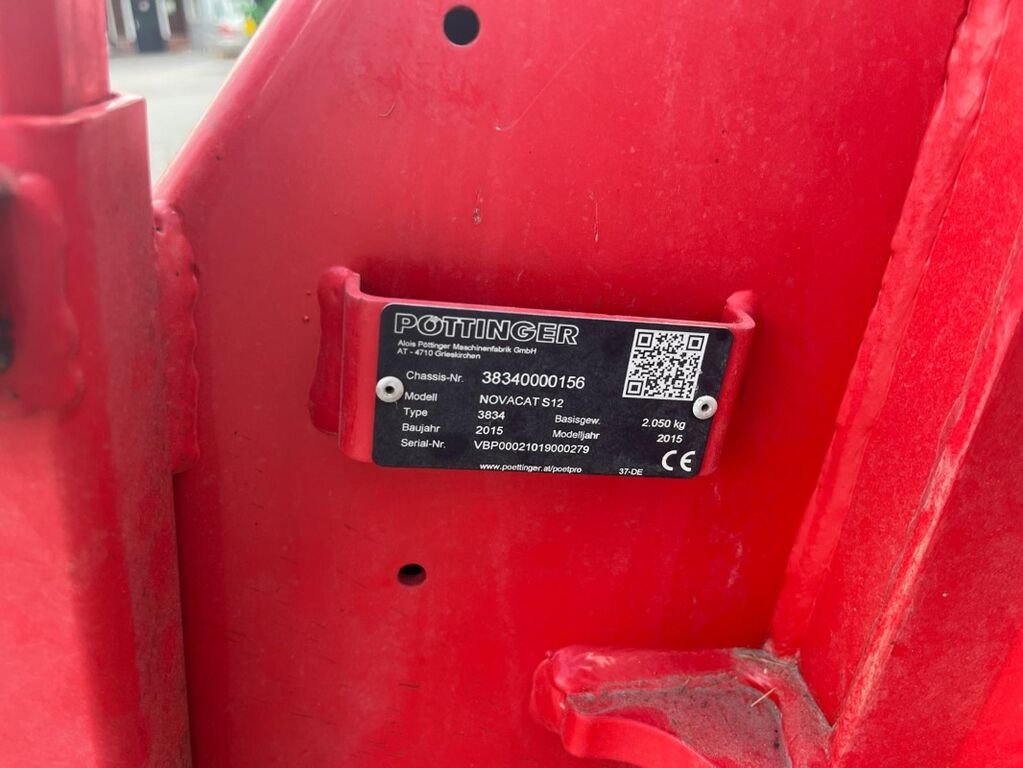 PÖTTINGER
Alois Pöttinger Maschinenfabrik GmbH
AT - 4710 Grieskirchen
Chassis-Nr. 38340000156
Modell NOVACAT S12
Type 3834 Basisgew. 2.050 kg
Baujahr 2015 Modelljahr 2015
Serial-Nr. VBP00021019000279
www.poettinger.at/poetpro 37-DE CE